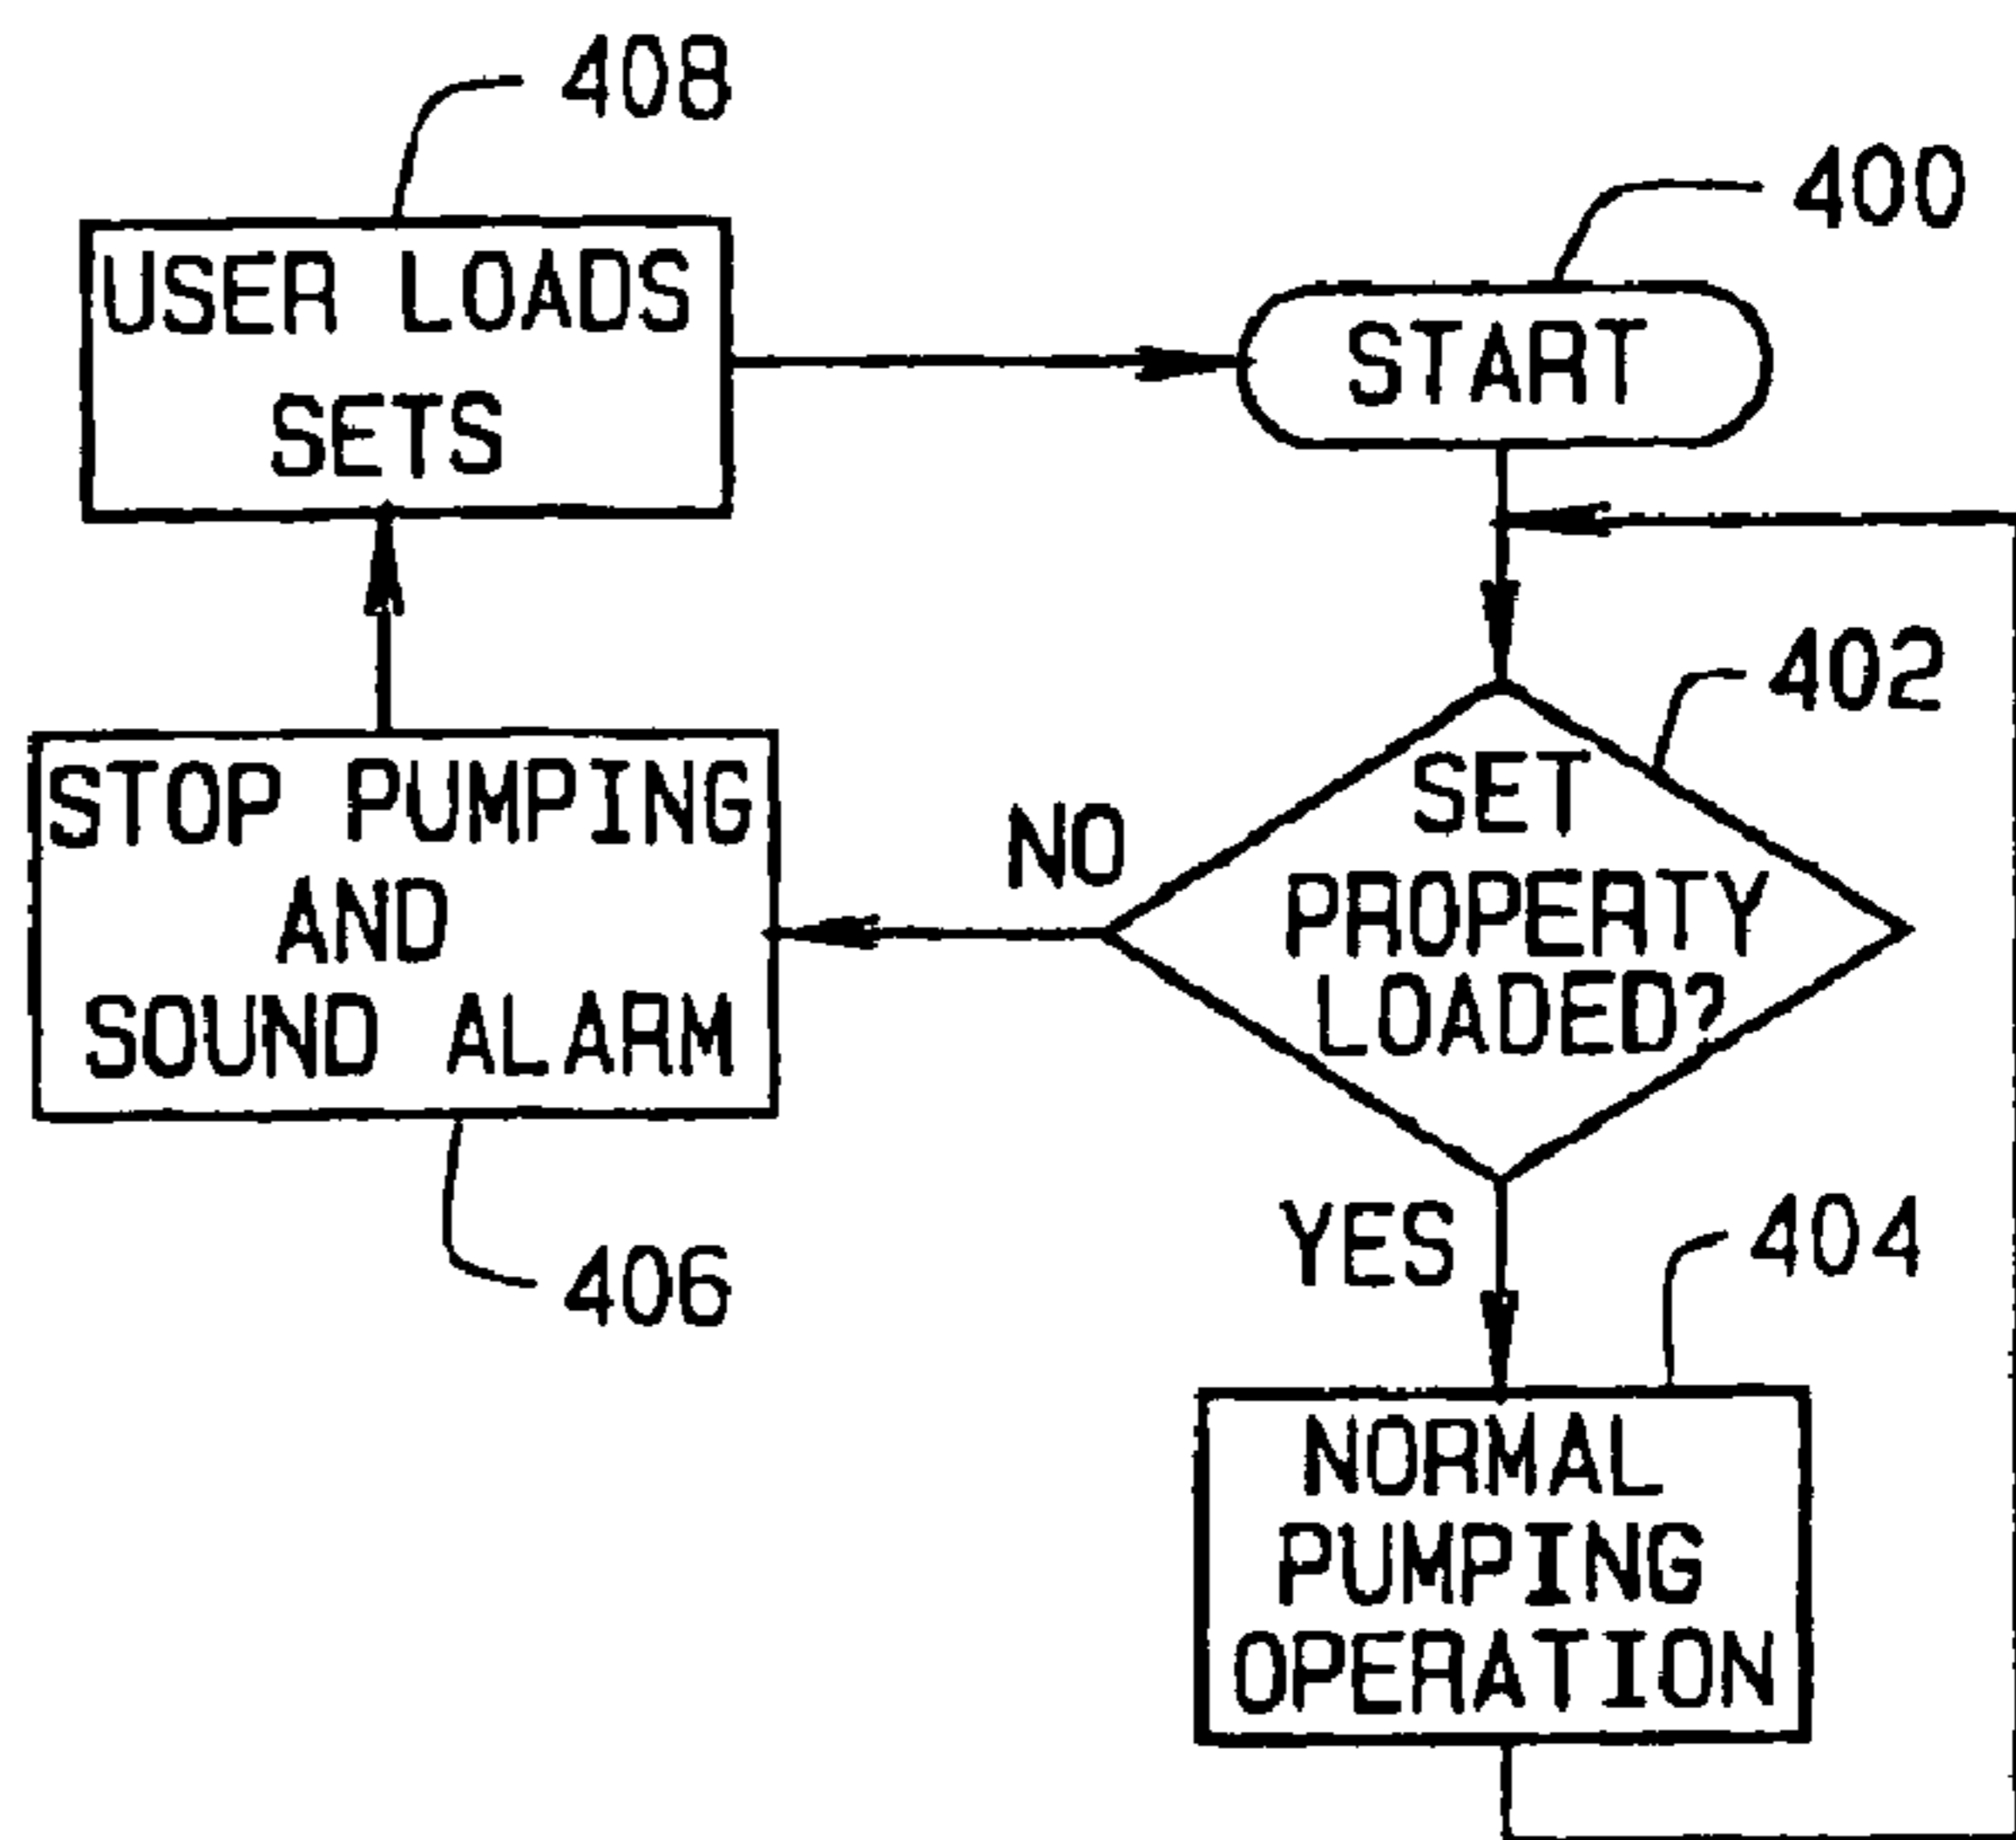 408
USER LOADS
SETS
400
START
402
SET
PROPERTY
LOADED?
NO
STOP PUMPING
AND
SOUND ALARM
406
YES
404
NORMAL
PUMPING
OPERATION